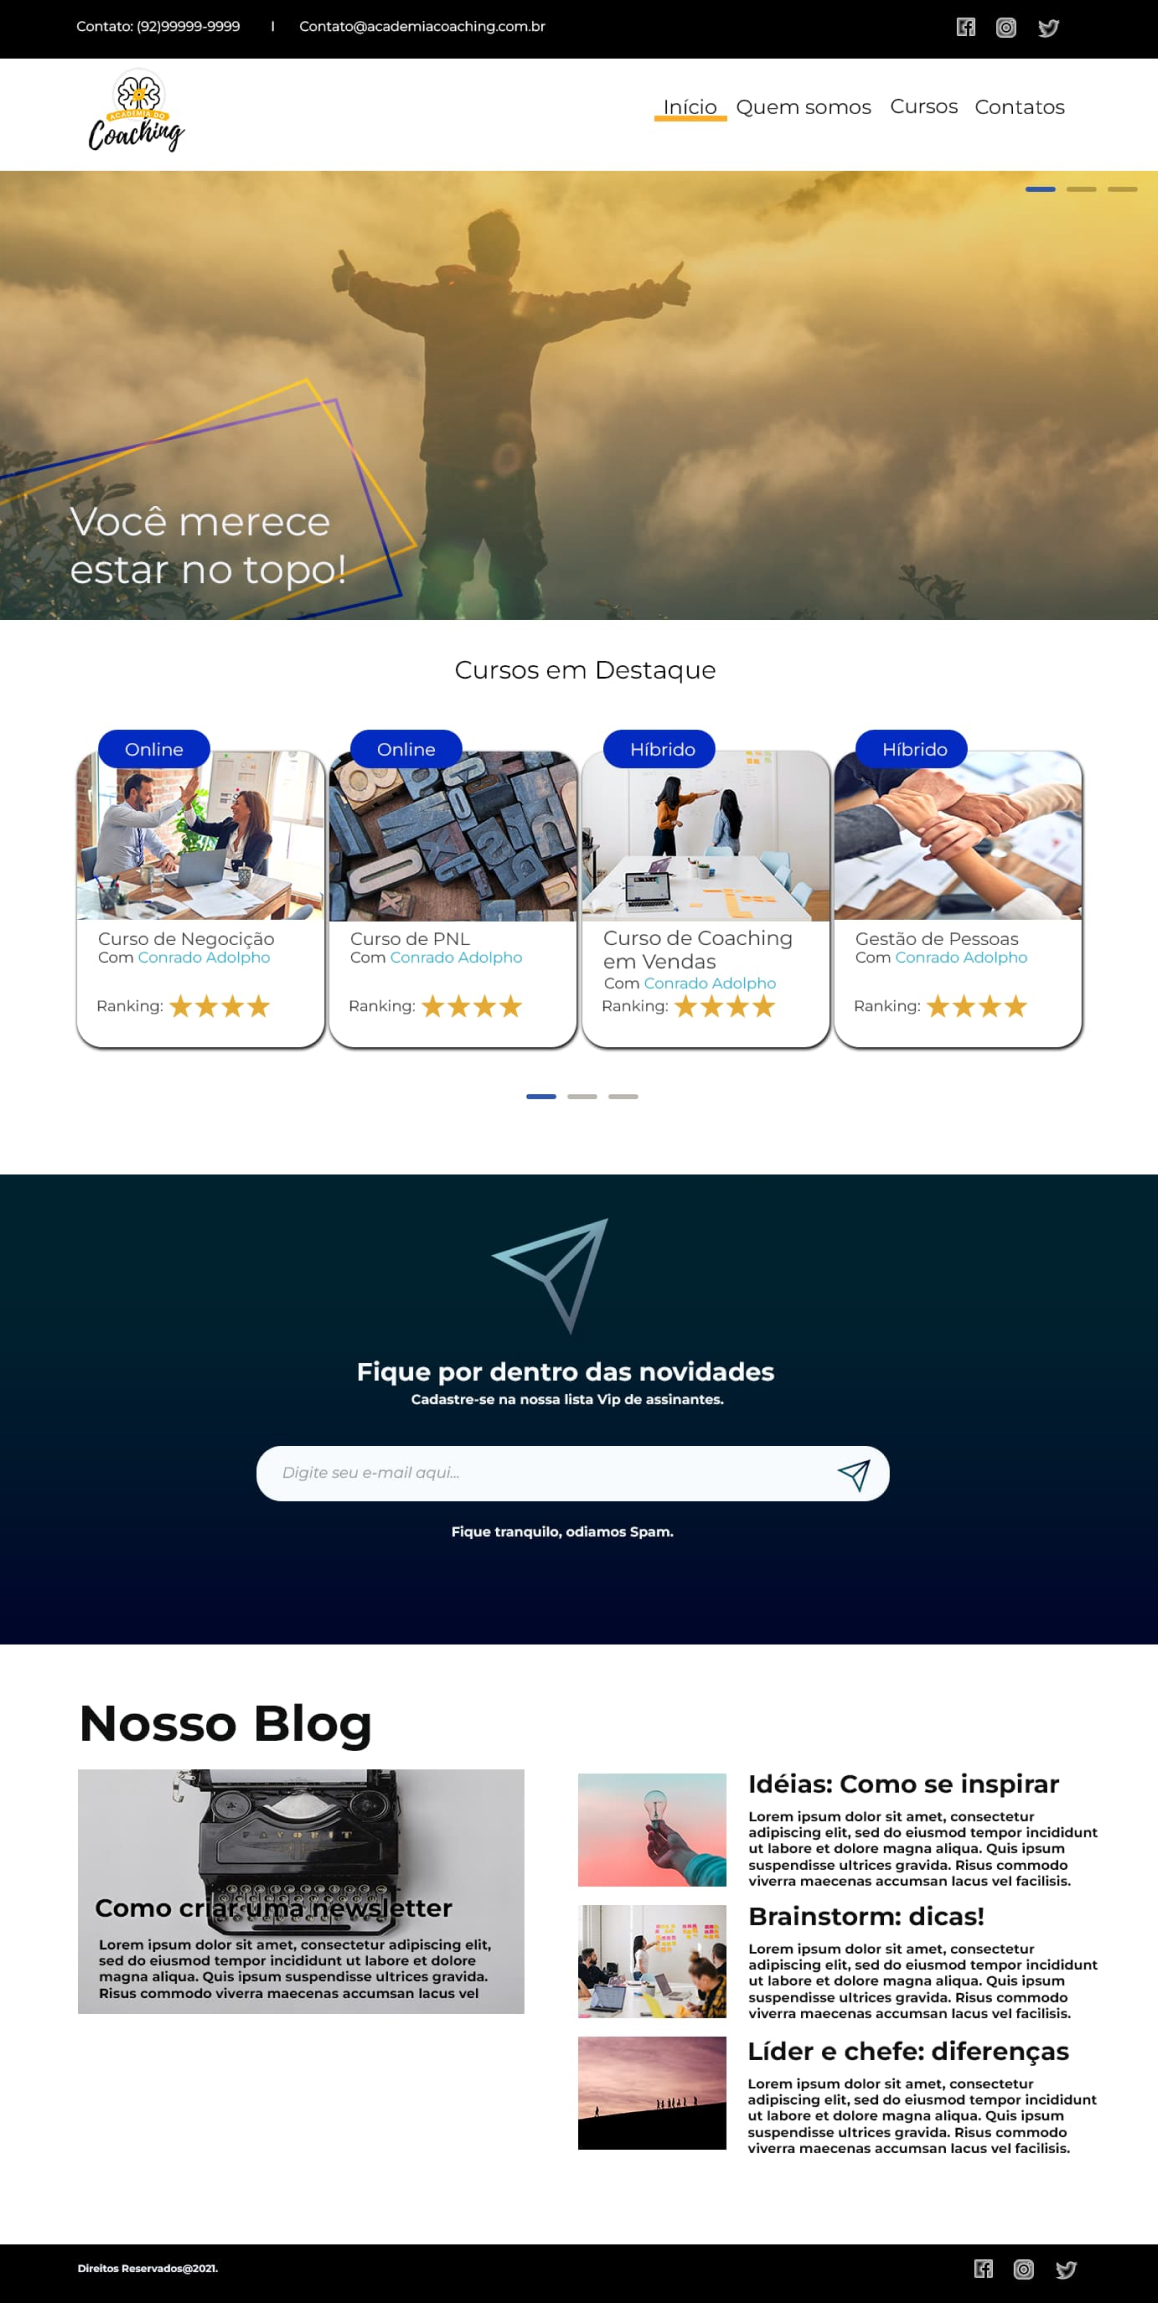 Contato: (92)99999-9999 | Contato@academiacoaching.com.br
ACADEMIA DO
Coaching
Início Quem somos Cursos Contatos
Você merece
estar no topo!
Cursos em Destaque
Online
Online
Híbrido
Híbrido
Curso de Negocição
Com Conrado Adolpho
Ranking:
Curso de PNL
Com Conrado Adolpho
Ranking:
Curso de Coaching
em Vendas
Com Conrado Adolpho
Ranking:
Gestão de Pessoas
Com Conrado Adolpho
Ranking:
Fique por dentro das novidades
Cadastre-se na nossa lista Vip de assinantes.
Digite seu e-mail aqui...
Fique tranquilo, odiamos Spam.
Nosso Blog
FAVORIT
Como criar uma newsletter
Lorem ipsum dolor sit amet, consectetur adipiscing elit,
sed do eiusmod tempor incididunt ut labore et dolore
magna aliqua. Quis ipsum suspendisse ultrices gravida.
Risus commodo viverra maecenas accumsan lacus vel
Idéias: Como se inspirar
Lorem ipsum dolor sit amet, consectetur
adipiscing elit, sed do eiusmod tempor incididunt
ut labore et dolore magna aliqua. Quis ipsum
suspendisse ultrices gravida. Risus commodo
viverra maecenas accumsan lacus vel facilisis.
Brainstorm: dicas!
Lorem ipsum dolor sit amet, consectetur
adipiscing elit, sed do eiusmod tempor incididunt
ut labore et dolore magna aliqua. Quis ipsum
suspendisse ultrices gravida. Risus commodo
viverra maecenas accumsan lacus vel facilisis.
Líder e chefe: diferenças
Lorem ipsum dolor sit amet, consectetur
adipiscing elit, sed do eiusmod tempor incididunt
ut labore et dolore magna aliqua. Quis ipsum
suspendisse ultrices gravida. Risus commodo
viverra maecenas accumsan lacus vel facilisis.
Direitos Reservados@2021.